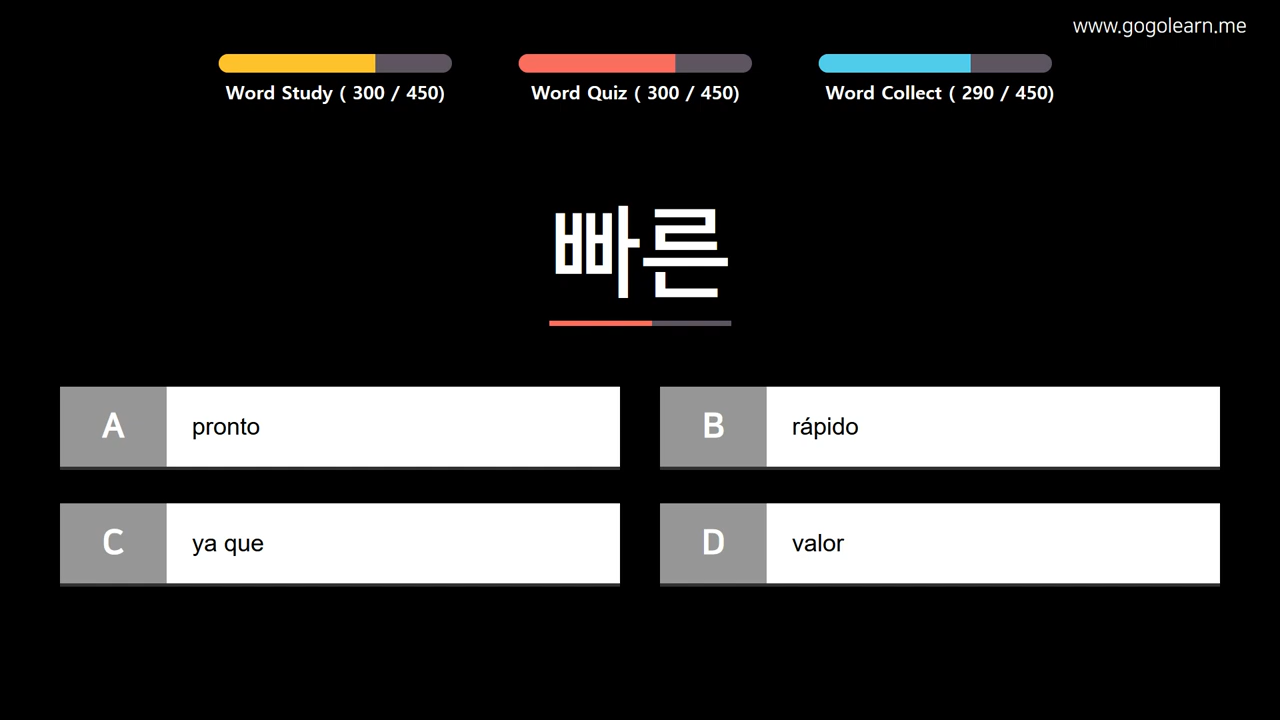 www.gogolearn.me
Word Study ( 300 / 450)
Word Quiz ( 300 / 450)
Word Collect ( 290 / 450)
빠른
A pronto
B rápido
C ya que
D valor